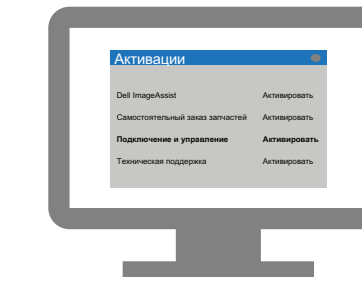 Активации
Dell ImageAssist Активировать
Самостоятельный заказ запчастей Активировать
Подключение и управление Активировать
Техническая поддержка Активировать